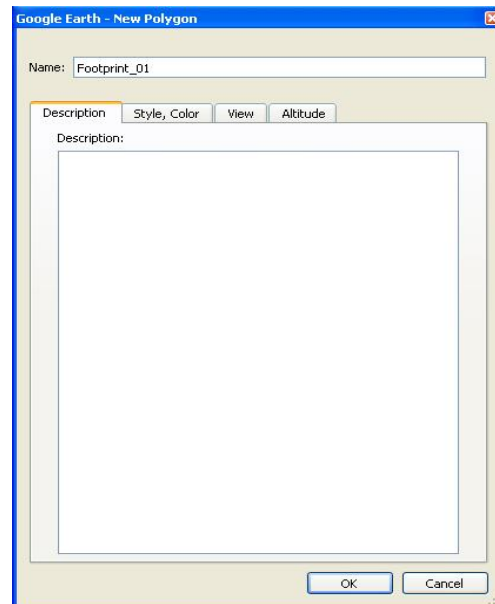 Google Earth - New Polygon
Name: Footprint_01
Description Style, Color View Altitude
Description:
OK Cancel